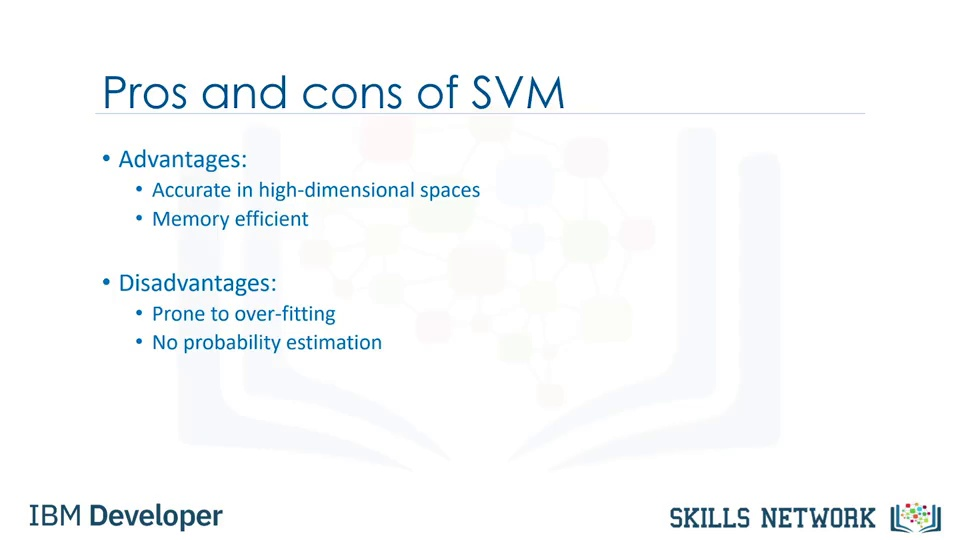 Pros and cons of SVM
• Advantages:
• Accurate in high-dimensional spaces
• Memory efficient
• Disadvantages:
• Prone to over-fitting
• No probability estimation
IBM Developer
SKILLS NETWORK